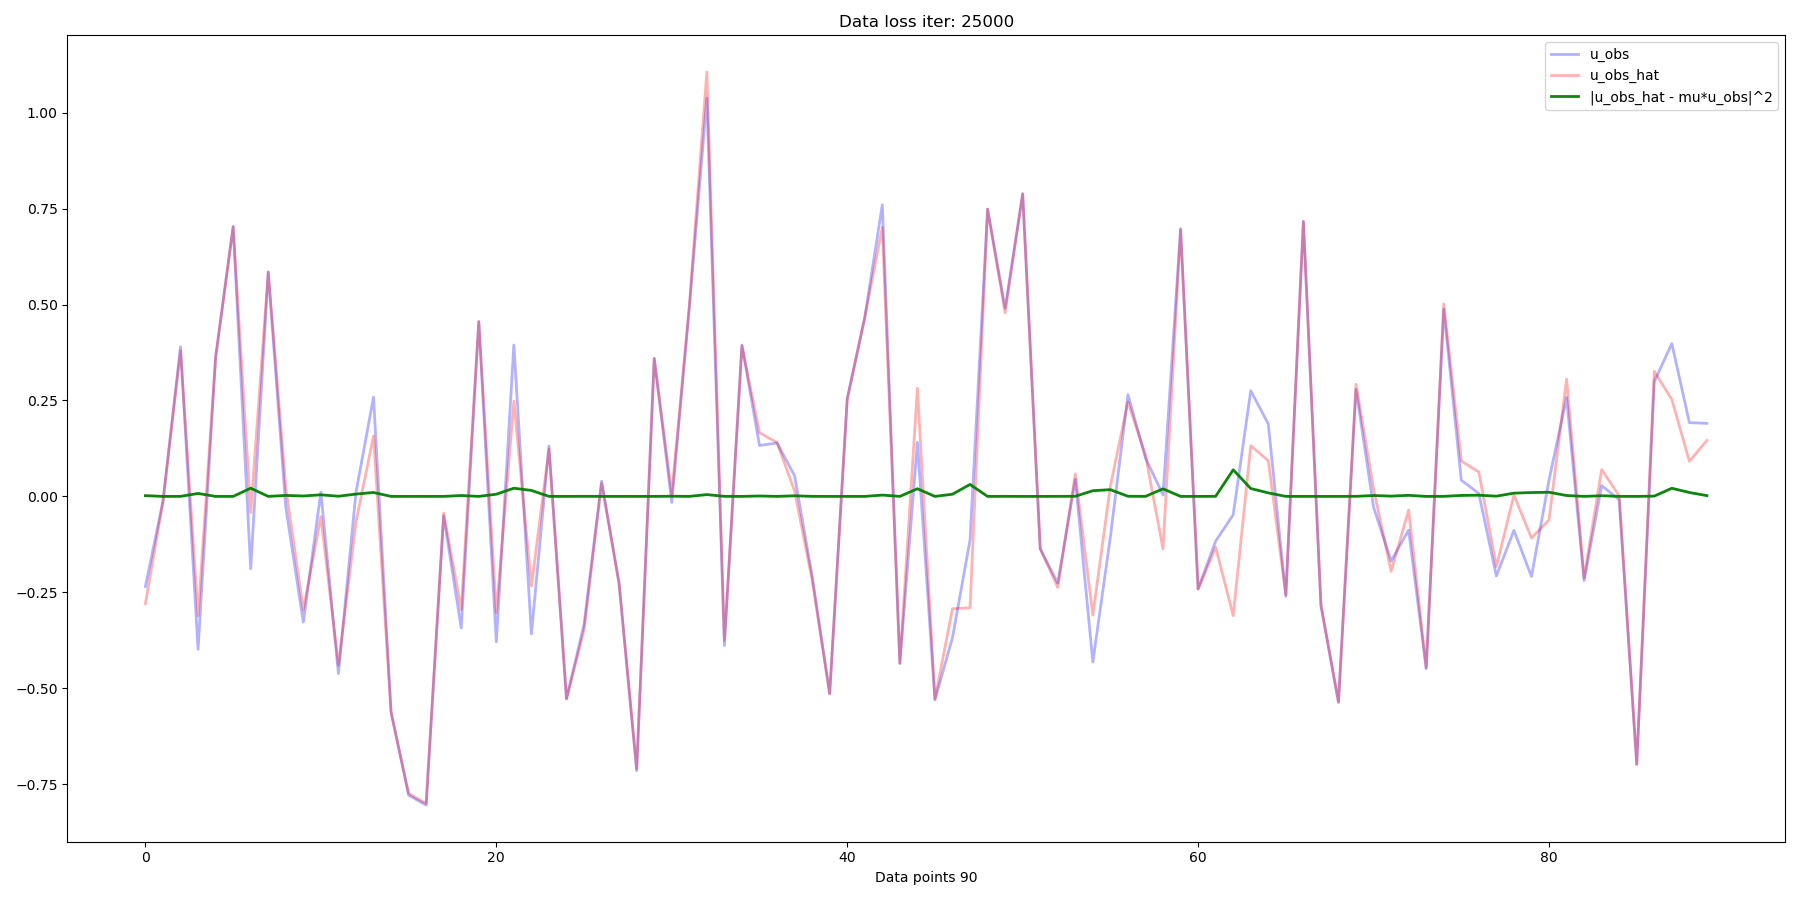 Data loss iter: 25000
u_obs
u_obs_hat
|u_obs_hat - mu*u_obs|^2
1.00
0.75
0.50
0.25
0.00
−0.25
−0.50
−0.75
0 20 40 60 80
Data points 90